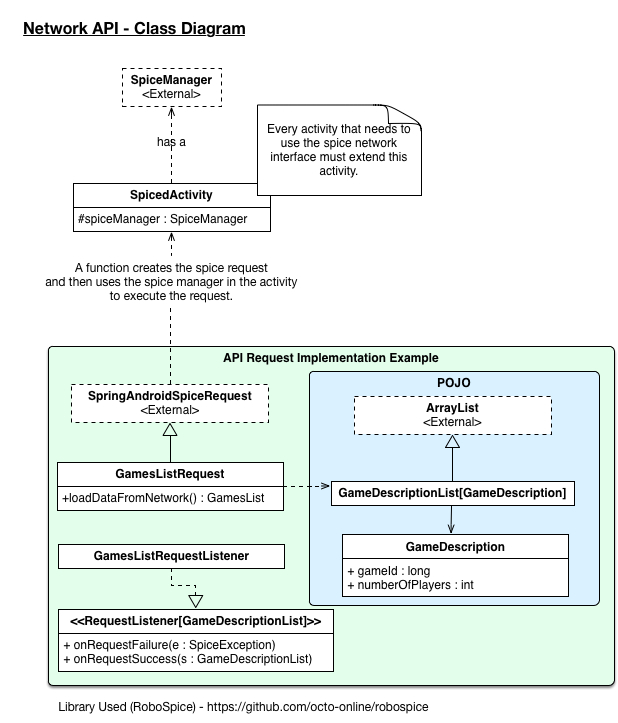 Network API - Class Diagram
SpiceManager
<External>
has a
Every activity that needs to
use the spice network
interface must extend this
activity.
SpicedActivity
#spiceManager : SpiceManager
A function creates the spice request
and then uses the spice manager in the activity
to execute the request.
API Request Implementation Example
SpringAndroidSpiceRequest
<External>
GamesListRequest
+loadDataFromNetwork() : GamesList
GamesListRequestListener
<<RequestListener[GameDescriptionList]>>
+ onRequestFailure(e : SpiceException)
+ onRequestSuccess(s : GameDescriptionList)
POJO
ArrayList
<External>
GameDescriptionList[GameDescription]
GameDescription
+ gameId : long
+ numberOfPlayers : int
Library Used (RoboSpice) - https://github.com/octo-online/robospice